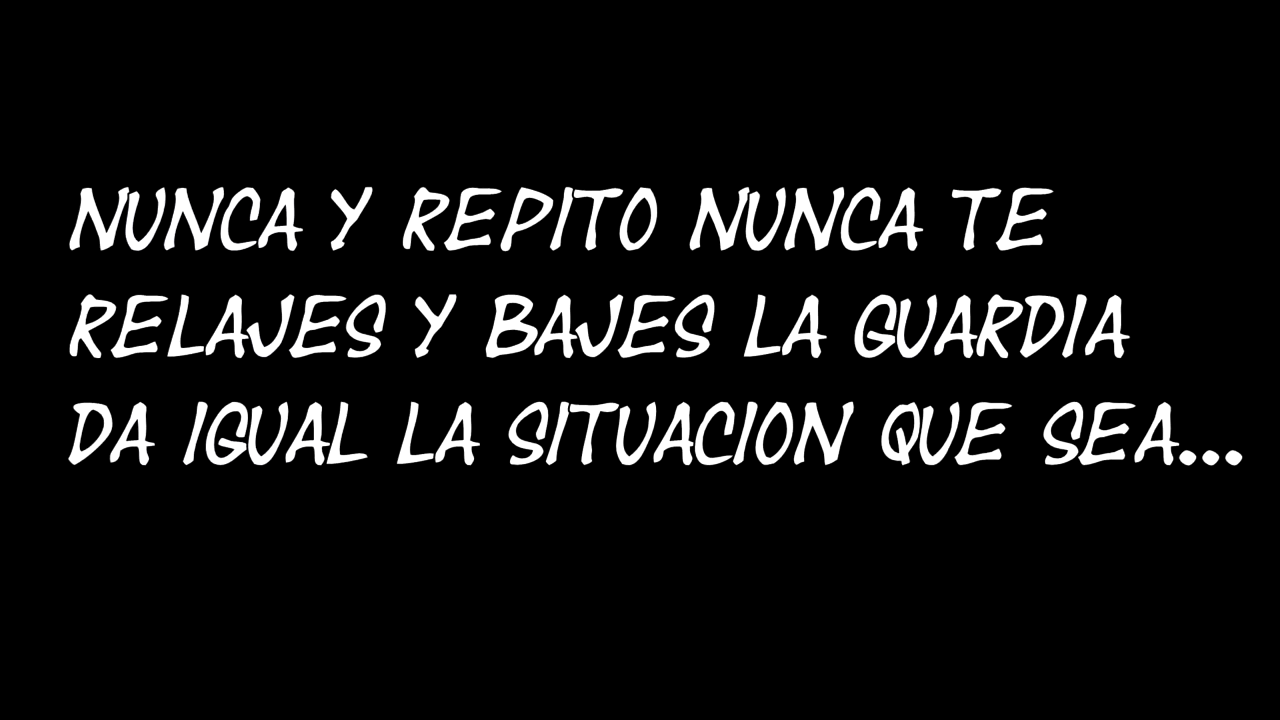 NUNCA Y REPITO NUNCA TE
RELAJES Y BAJES LA GUARDIA
DA IGUAL LA SITUACION QUE SEA...